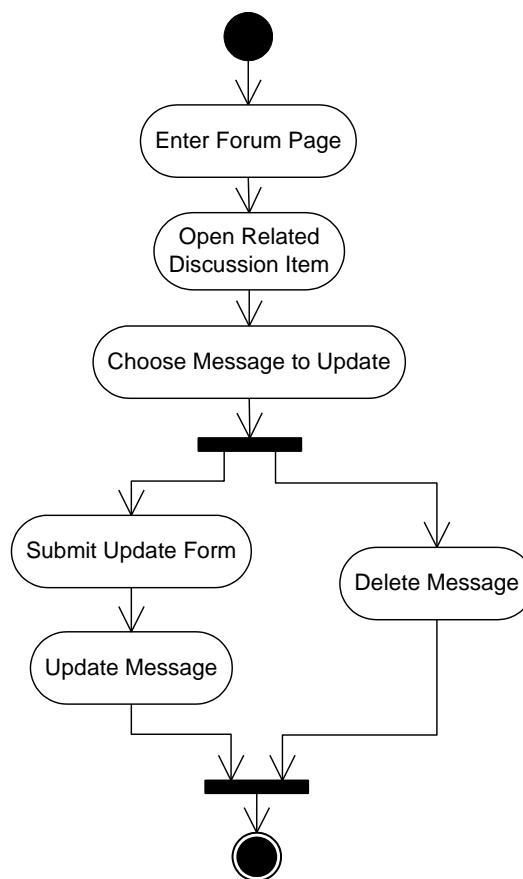 Enter Forum Page
Open Related
Discussion Item
Choose Message to Update
Submit Update Form
Delete Message
Update Message